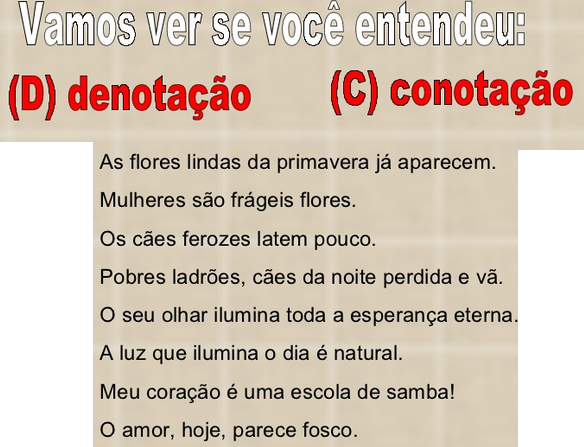 Vamos ver se você entendeu:
(D) denotação (C) conotação
As flores lindas da primavera já aparecem.
Mulheres são frágeis flores.
Os cães ferozes latem pouco.
Pobres ladrões, cães da noite perdida e vã.
O seu olhar ilumina toda a esperança eterna.
A luz que ilumina o dia é natural.
Meu coração é uma escola de samba!
O amor, hoje, parece fosco.